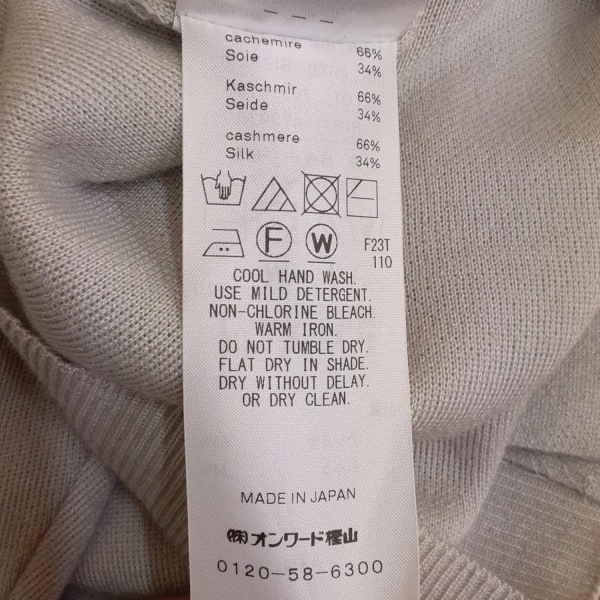 cachemire 66%
Soie 34%
Kaschmir 66%
Seide 34%
cashmere 66%
Silk 34%
F W F23T
110
COOL HAND WASH.
USE MILD DETERGENT.
NON-CHLORINE BLEACH.
WARM IRON.
DO NOT TUMBLE DRY.
FLAT DRY IN SHADE.
DRY WITHOUT DELAY.
OR DRY CLEAN.
MADE IN JAPAN
㈱オンワード樫山
0120-58-6300